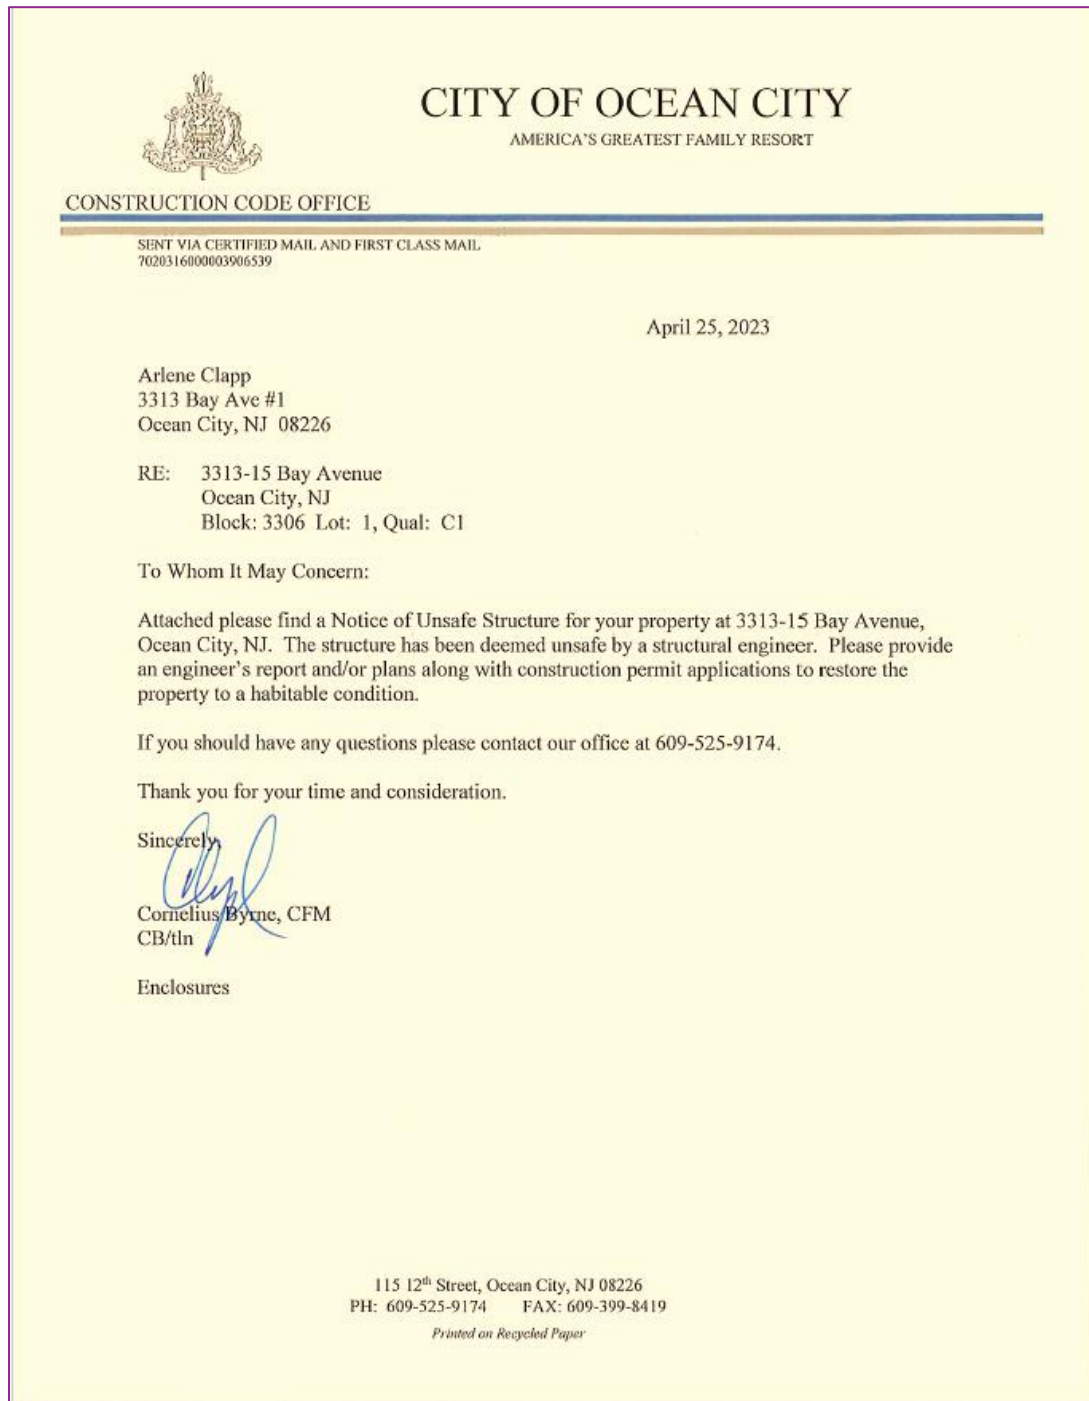 CITY OF OCEAN CITY
AMERICA'S GREATEST FAMILY RESORT
CONSTRUCTION CODE OFFICE
SENT VIA CERTIFIED MAIL AND FIRST CLASS MAIL
7020316000003906539
April 25, 2023
Arlene Clapp
3313 Bay Ave #1
Ocean City, NJ 08226
RE: 3313-15 Bay Avenue
Ocean City, NJ
Block: 3306 Lot: 1, Qual: C1
To Whom It May Concern:
Attached please find a Notice of Unsafe Structure for your property at 3313-15 Bay Avenue,
Ocean City, NJ. The structure has been deemed unsafe by a structural engineer. Please provide
an engineer's report and/or plans along with construction permit applications to restore the
property to a habitable condition.
If you should have any questions please contact our office at 609-525-9174.
Thank you for your time and consideration.
Sincerely,
Cornelius Byrne, CFM
CB/tln
Enclosures
115 12th Street, Ocean City, NJ 08226
PH: 609-525-9174 FAX: 609-399-8419
Printed on Recycled Paper